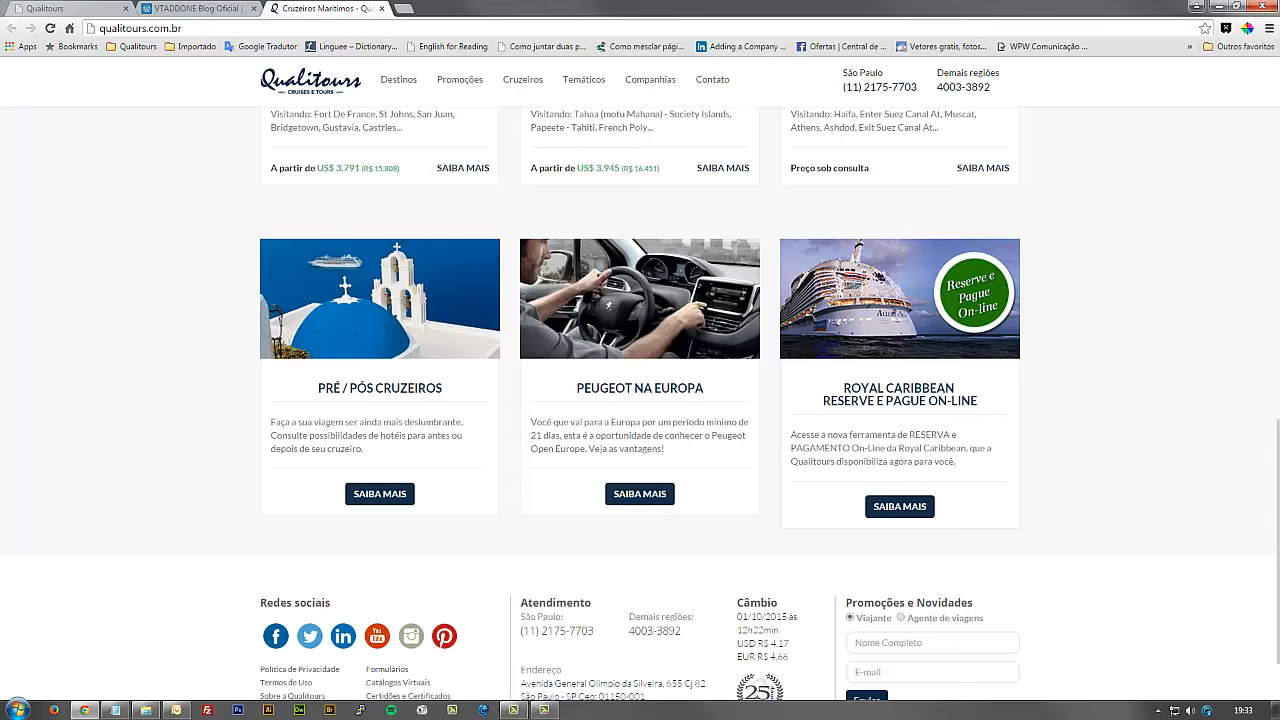 Qualitours
VTADDONE Blog Oficial |
Cruzeiros Marítimos - Qua
qualitours.com.br
Apps
Bookmarks
Qualitours
Importado
Google Tradutor
Linguee – Dictionary...
English for Reading
Como juntar duas p...
Como mesclar pági...
Adding a Company ...
Ofertas | Central de ...
Vetores gratis, fotos...
WPW Comunicação ...
»
Outros favoritos
Qualitours
CRUISES E TOURS
Destinos
Promoções
Cruzeiros
Temáticos
Companhias
Contato
São Paulo
(11) 2175-7703
Demais regiões
4003-3892
Visitando: Fort De France, St Johns, San Juan,
Bridgetown, Gustavia, Castries...
A partir de US$ 3.791 (R$ 15.808)
SAIBA MAIS
Visitando: Tahaa (motu Mahana) - Society Islands,
Papeete - Tahiti, French Poly...
A partir de US$ 3.945 (R$ 16.451)
SAIBA MAIS
Visitando: Haifa, Enter Suez Canal At, Muscat,
Athens, Ashdod, Exit Suez Canal At...
Preço sob consulta
SAIBA MAIS
Reserve e
Pague
On-line
PRÉ / PÓS CRUZEIROS
Faça a sua viagem ser ainda mais deslumbrante.
Consulte possibilidades de hotéis para antes ou
depois de seu cruzeiro.
SAIBA MAIS
PEUGEOT NA EUROPA
Você que vai para a Europa por um período mínimo de
21 dias, esta é a oportunidade de conhecer o Peugeot
Open Europe. Veja as vantagens!
SAIBA MAIS
ROYAL CARIBBEAN
RESERVE E PAGUE ON-LINE
Acesse a nova ferramenta de RESERVA e
PAGAMENTO On-Line da Royal Caribbean, que a
Qualitours disponibiliza agora para você.
SAIBA MAIS
Redes sociais
You
Tube
Política de Privacidade
Termos de Uso
Sobre a Qualitours
Formulários
Catálogos Virtuais
Certidões e Certificados
Atendimento
São Paulo:
(11) 2175-7703
Demais regiões:
4003-3892
Endereço
Avenida General Olimpio da Silveira, 655 Cj 82
São Paulo - SP Cep: 01150-001
Câmbio
01/10/2015 às
12h22min
USD R$ 4,17
EUR R$ 4,66
25
Promoções e Novidades
Viajante
Agente de viagens
Nome Completo
E-mail
Enviar
19:33